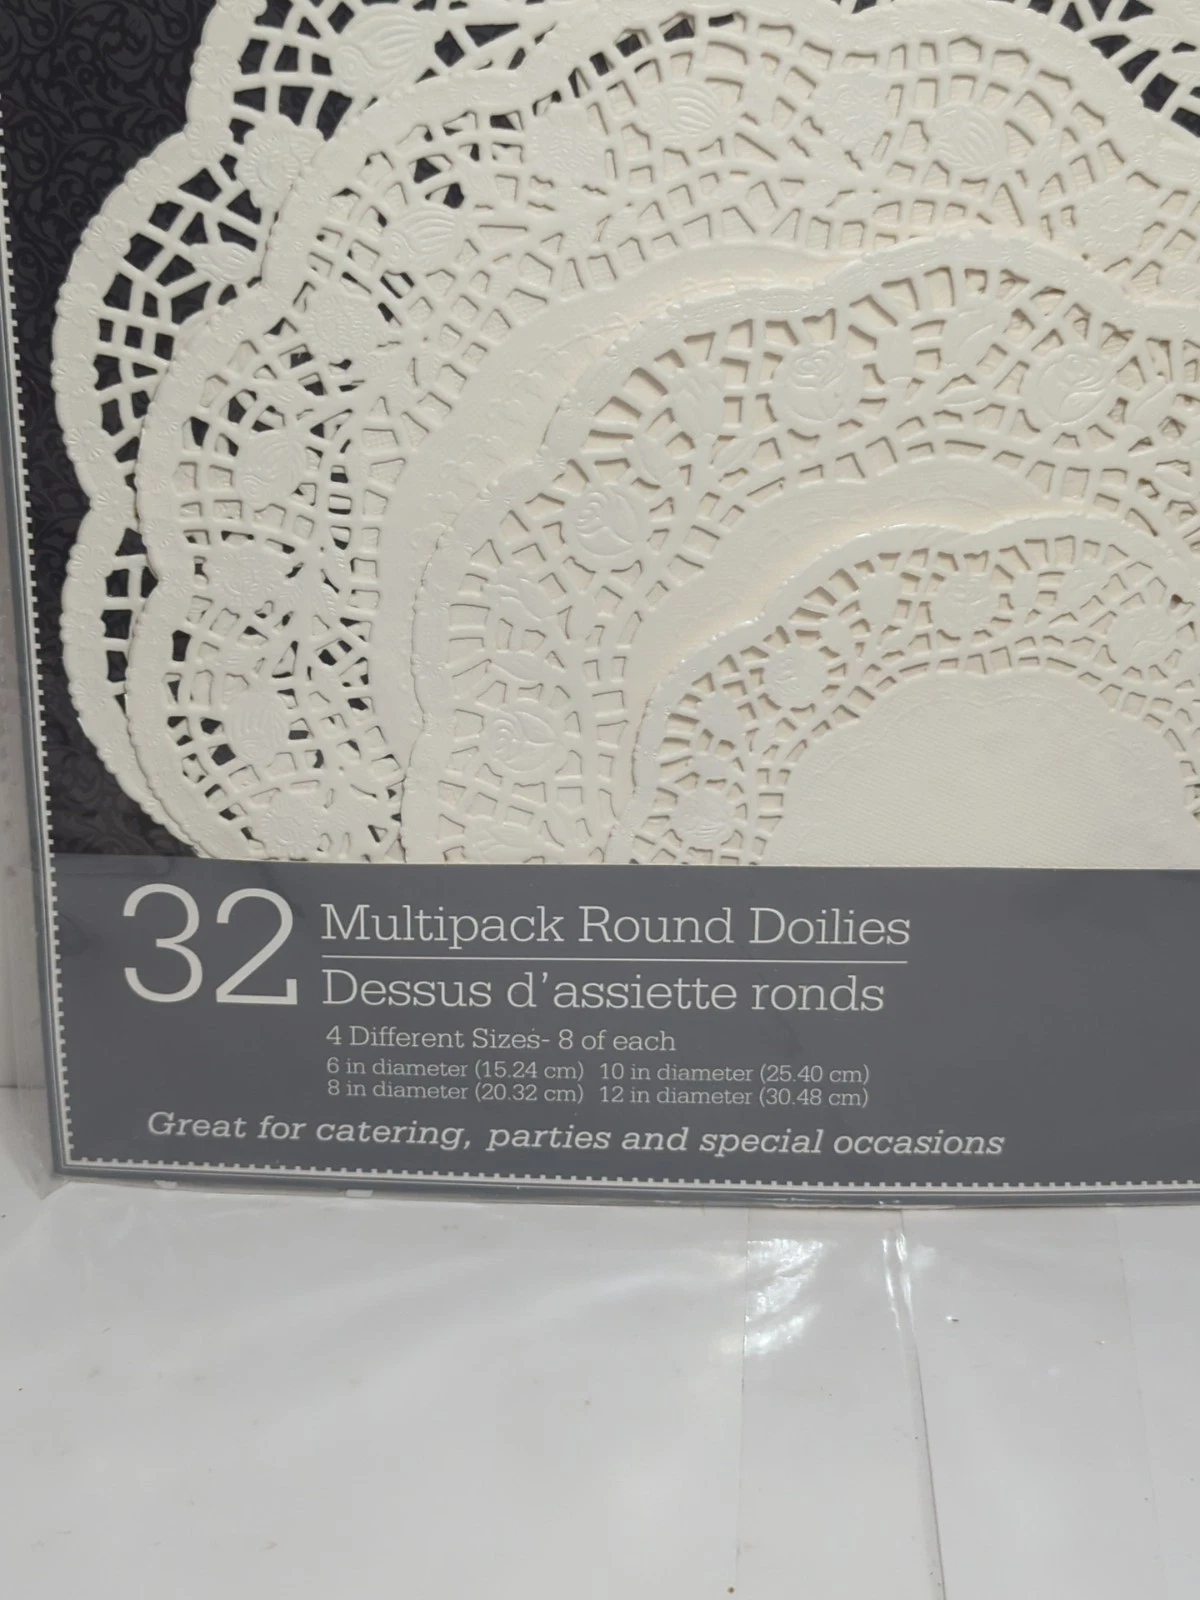 32 Multipack Round Doilies
Dessus d'assiette ronds
4 Different Sizes- 8 of each
6 in diameter (15.24 cm) 10 in diameter (25.40 cm)
8 in diameter (20.32 cm) 12 in diameter (30.48 cm)
Great for catering, parties and special occasions